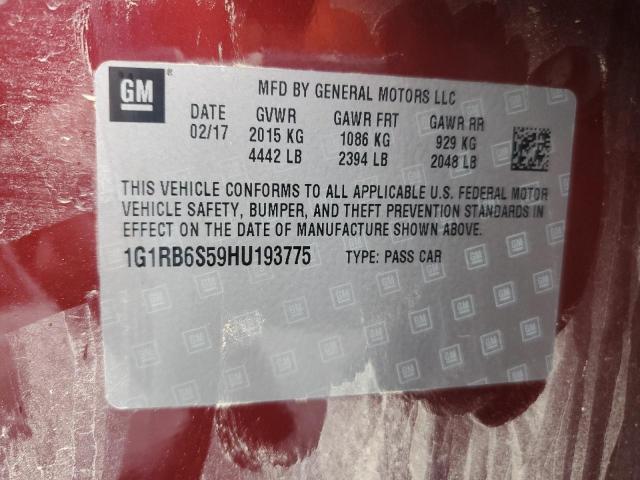 GM
MFD BY GENERAL MOTORS LLC
DATE GVWR GAWR FRT GAWR RR
02/17 2015 KG 1086 KG 929 KG
4442 LB 2394 LB 2048 LB
THIS VEHICLE CONFORMS TO ALL APPLICABLE U.S. FEDERAL MOTOR
VEHICLE SAFETY, BUMPER, AND THEFT PREVENTION STANDARDS IN
EFFECT ON THE DATE OF MANUFACTURE SHOWN ABOVE.
1G1RB6S59HU193775 TYPE: PASS CAR